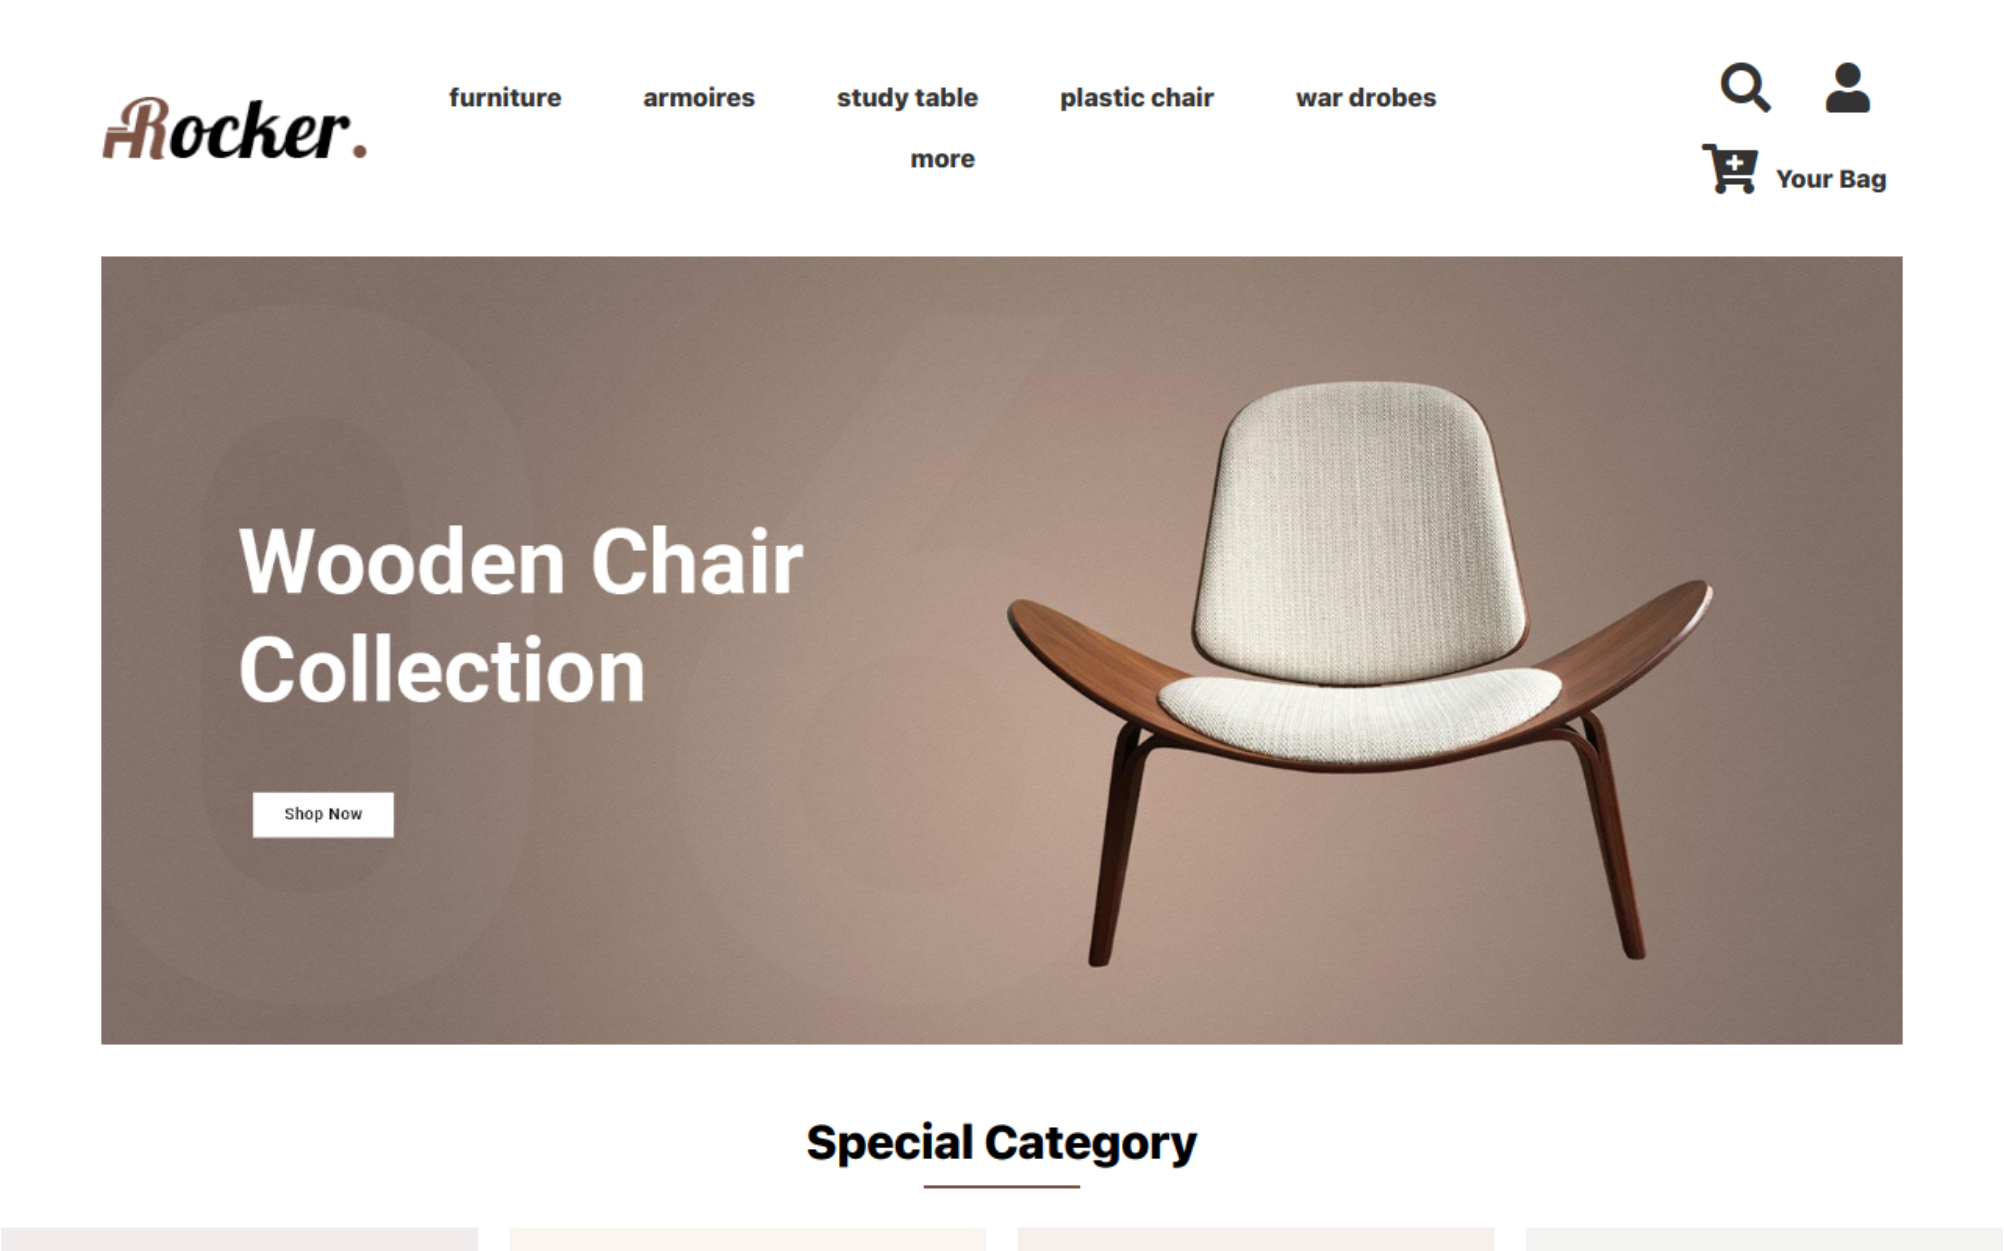 Rocker.
furniture armoires study table plastic chair war drobes
more
Your Bag
06
Wooden Chair
Collection
Shop Now
Special Category